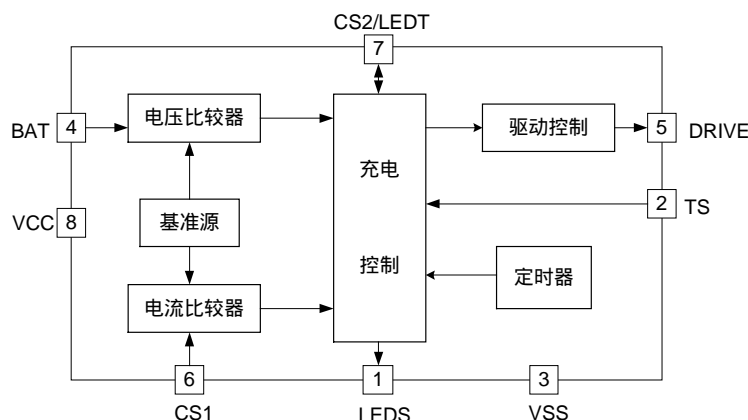 CS2/LEDT
7
BAT
4
电压比较器
充电
控制
驱动控制
5
DRIVE
2
TS
VCC
8
基准源
定时器
电流比较器
6
1
3
CS1
LEDS
VSS